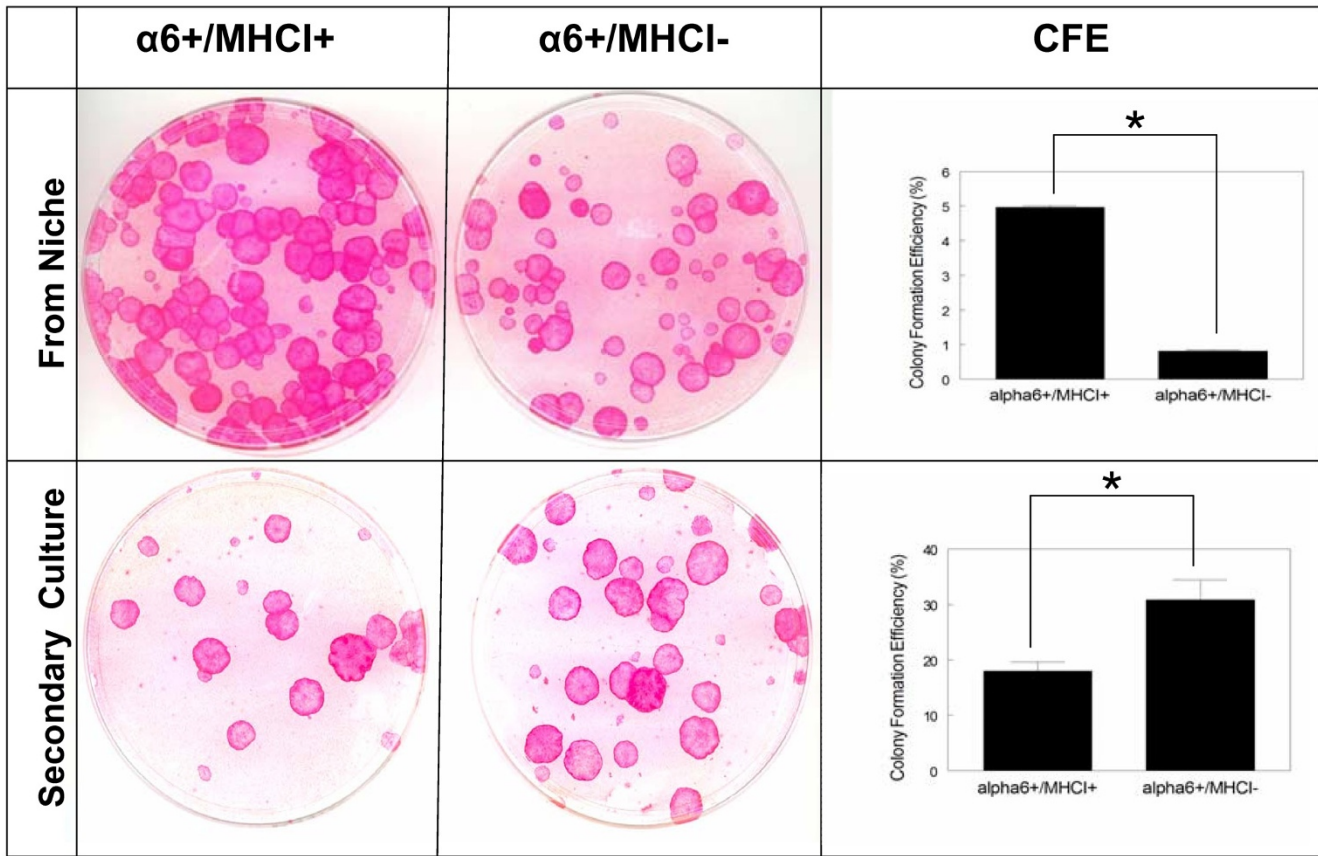 α6+/MHCI+
α6+/MHCI-
CFE
From Niche
*
Colony Formation Efficiency (%)
6
5
4
3
2
1
0
alpha6+/MHCI+
alpha6+/MHCI-
Secondary Culture
*
Colony Formation Efficiency (%)
40
30
20
10
0
alpha6+/MHCI+
alpha6+/MHCI-